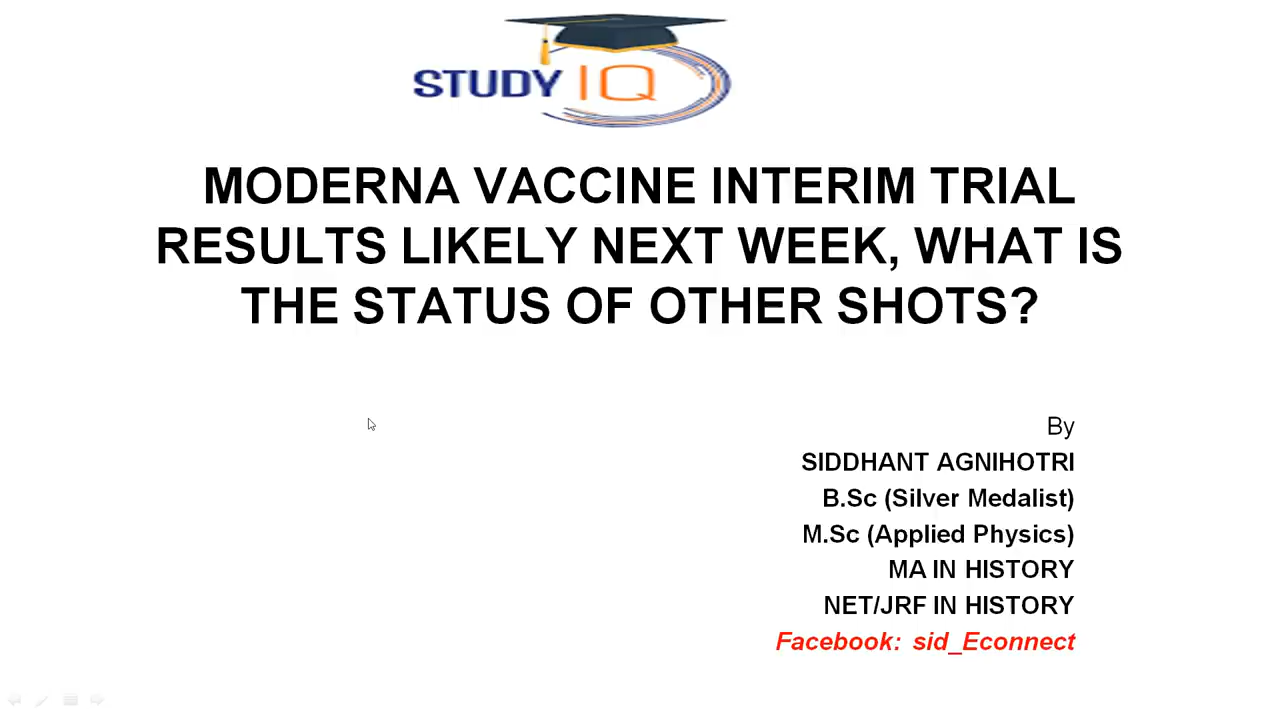 STUDY IQ
MODERNA VACCINE INTERIM TRIAL
RESULTS LIKELY NEXT WEEK, WHAT IS
THE STATUS OF OTHER SHOTS?
By
SIDDHANT AGNIHOTRI
B.Sc (Silver Medalist)
M.Sc (Applied Physics)
MA IN HISTORY
NET/JRF IN HISTORY
Facebook: sid_Econnect